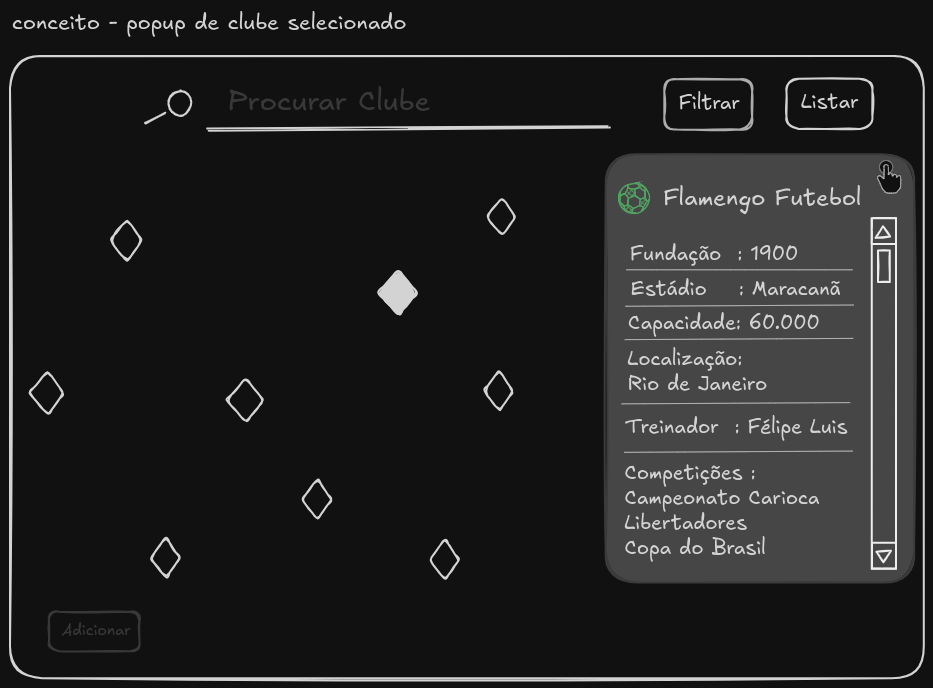 conceito - popup de clube selecionado
Procurar Clube
Filtrar
Listar
Flamengo Futebol
Fundação : 1900
Estádio : Maracanã
Capacidade: 60.000
Localização:
Rio de Janeiro
Treinador : Félipe Luis
Competições :
Campeonato Carioca
Libertadores
Copa do Brasil
Adicionar